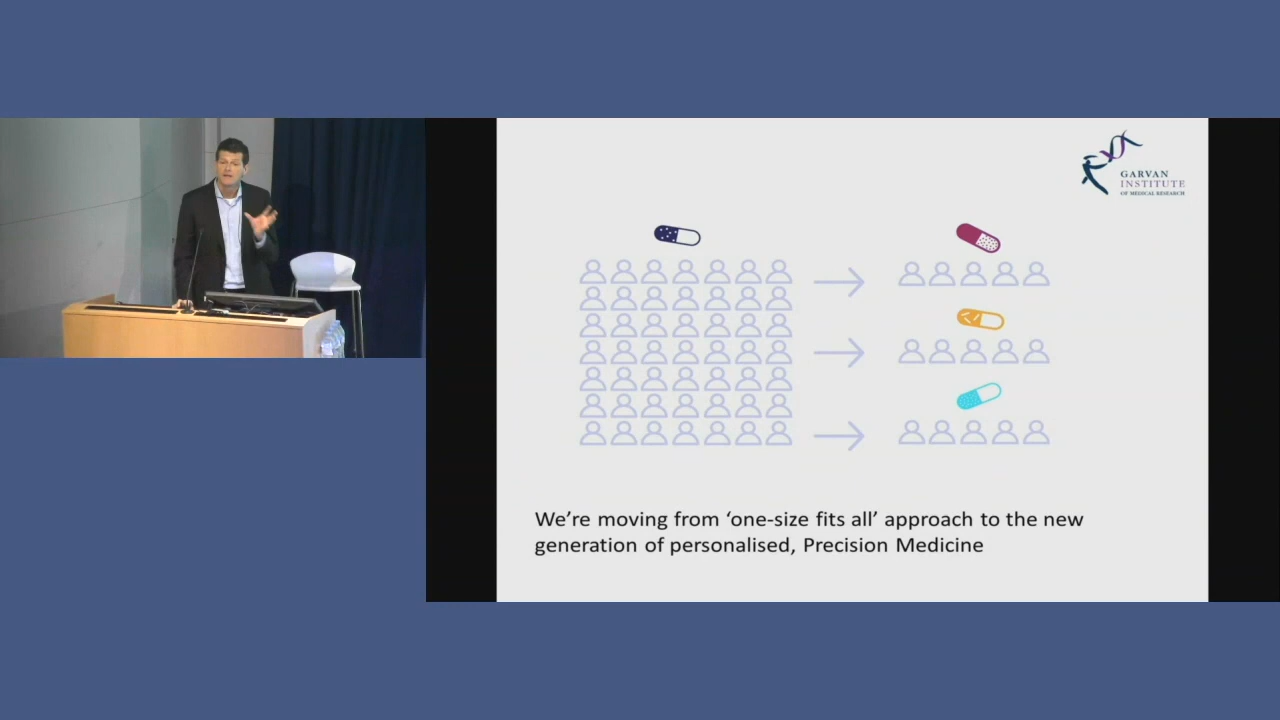 GARVAN
INSTITUTE
OF MEDICAL RESEARCH
We're moving from ‘one-size fits all’ approach to the new
generation of personalised, Precision Medicine